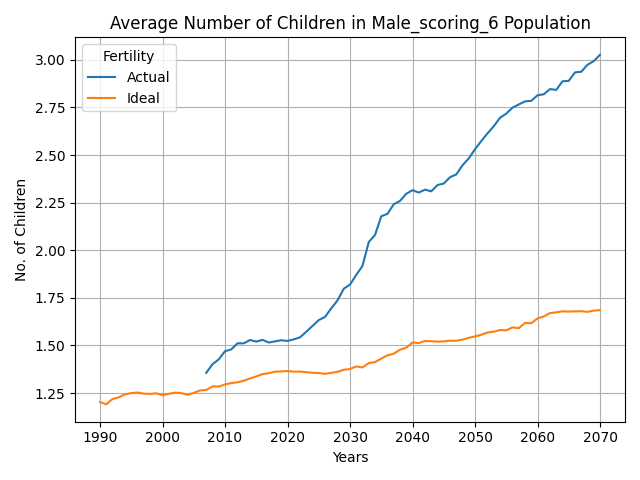 Average Number of Children in Male_scoring_6 Population
Fertility
Actual
Ideal
3.00
2.75
2.50
2.25
2.00
1.75
1.50
1.25
No. of Children
1990 2000 2010 2020 2030 2040 2050 2060 2070
Years